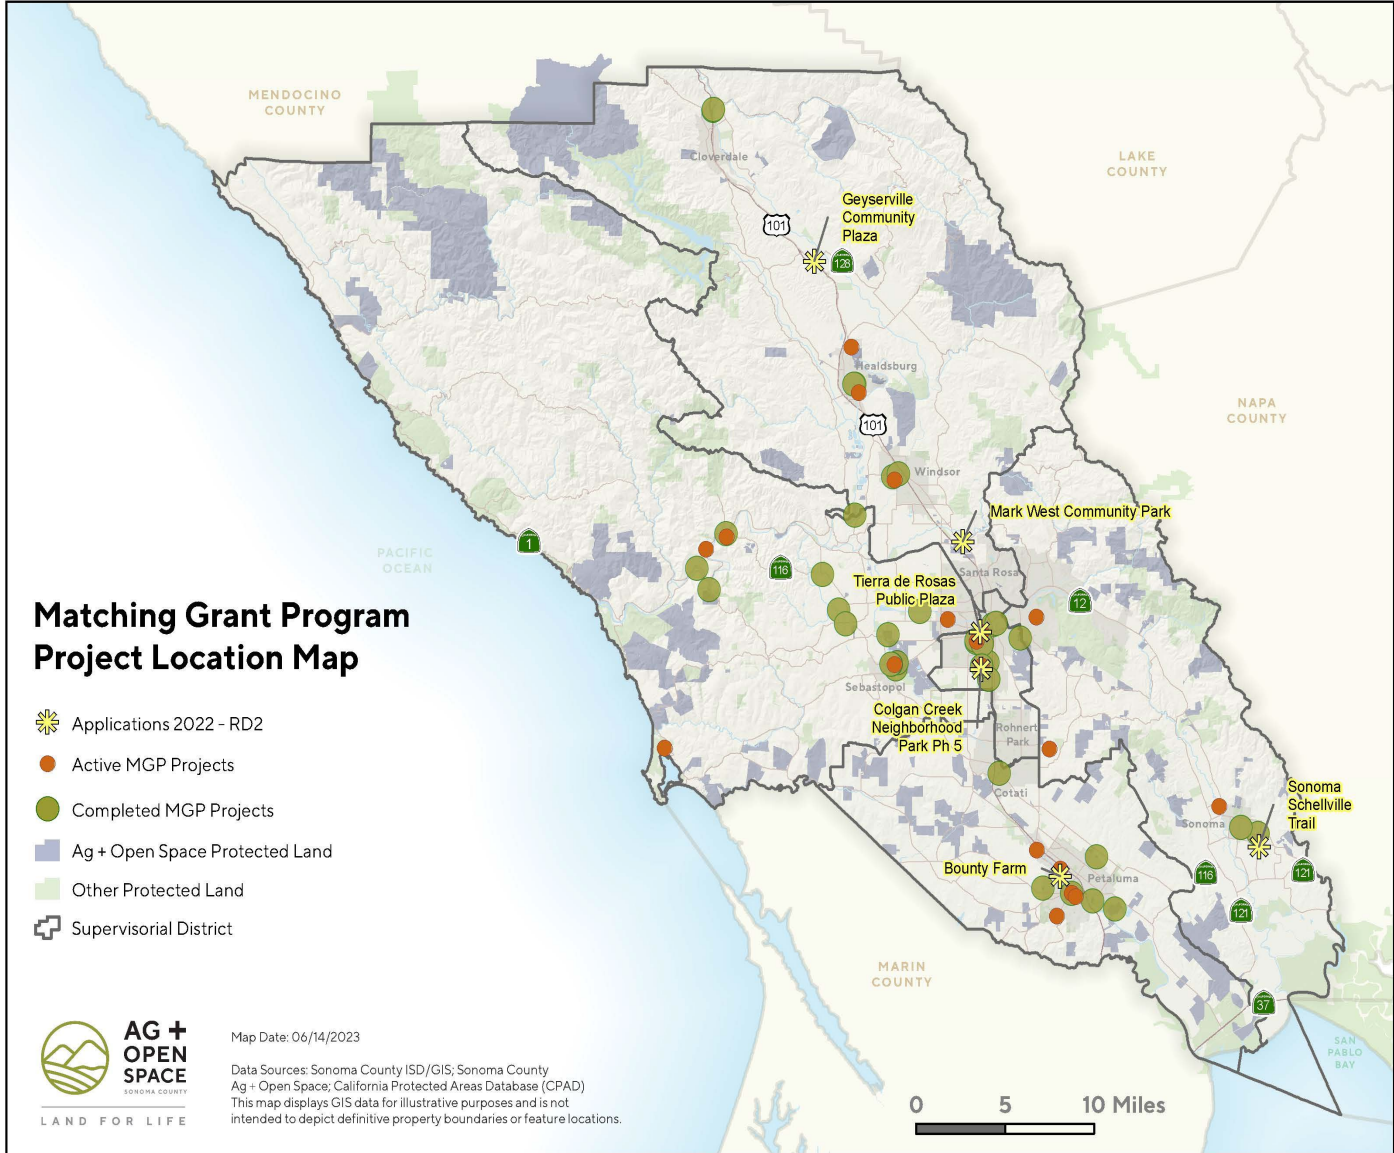 MENDOCINO
COUNTY
LAKE
COUNTY
Cloverdale
Geyserville
Community
Plaza
101
128
Healdsburg
NAPA
COUNTY
101
Windsor
Mark West Community Park
1
PACIFIC
OCEAN
116
Santa Rosa
Tierra de Rosas
Public Plaza
12
Sebastopol
Colgan Creek
Neighborhood
Park Ph 5
Rohnert
Park
Cotati
Sonoma
Schellville
Trail
Sonoma
Bounty Farm
Petaluma
116
121
121
MARIN
COUNTY
37
SAN
PABLO
BAY
Matching Grant Program
Project Location Map
Applications 2022 - RD2
Active MGP Projects
Completed MGP Projects
Ag + Open Space Protected Land
Other Protected Land
Supervisorial District
AG +
OPEN
SPACE
SONOMA COUNTY
LAND FOR LIFE
Map Date: 06/14/2023
Data Sources: Sonoma County ISD/GIS; Sonoma County
Ag + Open Space; California Protected Areas Database (CPAD)
This map displays GIS data for illustrative purposes and is not
intended to depict definitive property boundaries or feature locations.
0 5 10 Miles